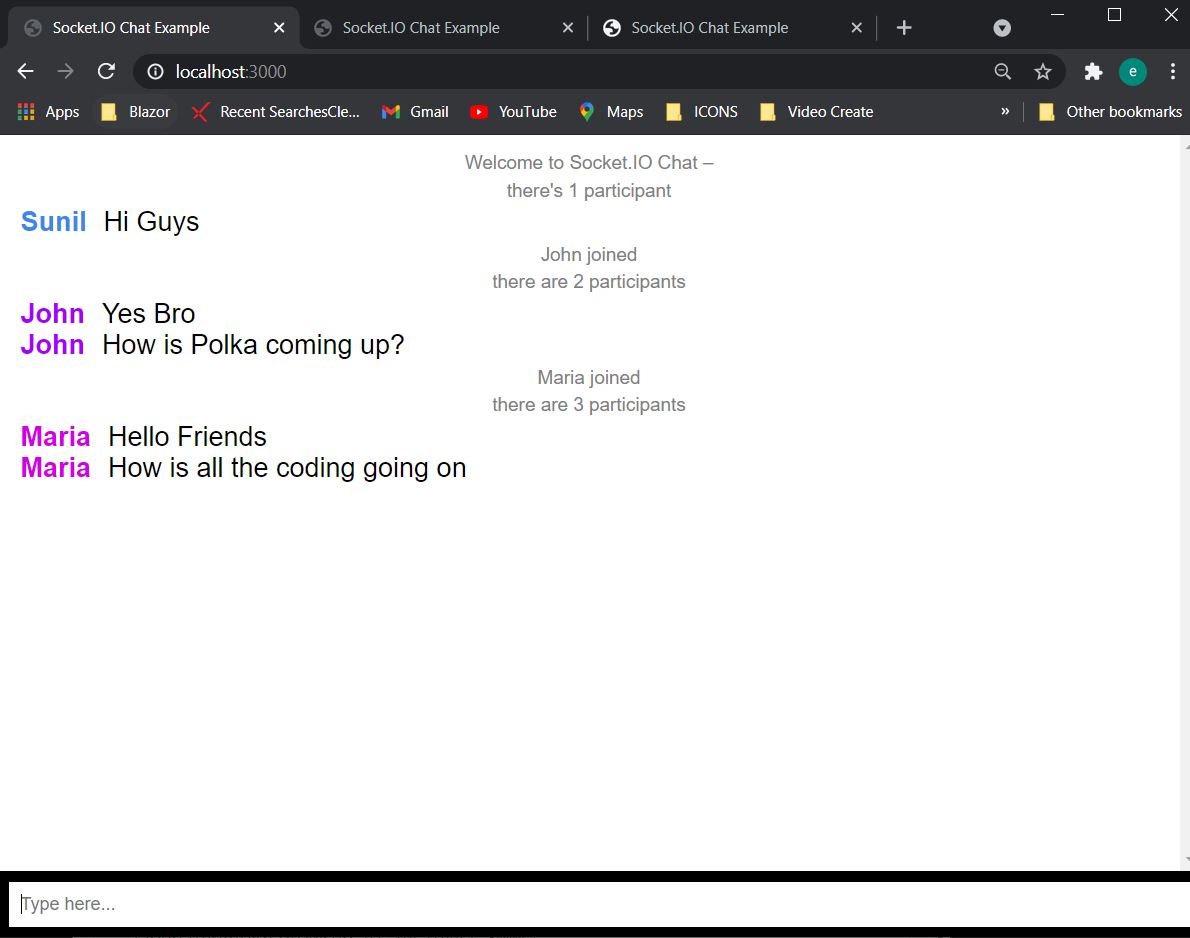 Socket.IO Chat Example Socket.IO Chat Example Socket.IO Chat Example
localhost:3000 e
Apps Blazor Recent SearchesCle... Gmail YouTube Maps ICONS Video Create » Other bookmarks
Welcome to Socket.IO Chat –
there's 1 participant
Sunil Hi Guys
John joined
there are 2 participants
John Yes Bro
John How is Polka coming up?
Maria joined
there are 3 participants
Maria Hello Friends
Maria How is all the coding going on
Type here...